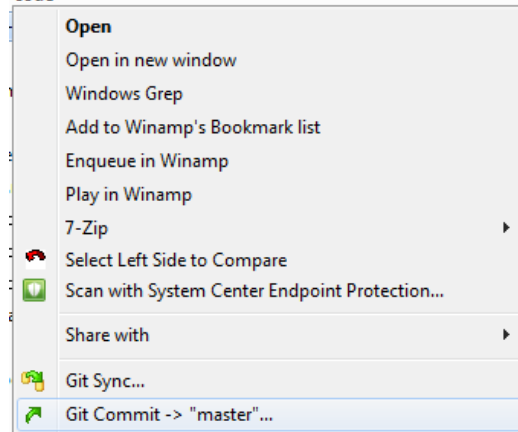 Open
Open in new window
Windows Grep
Add to Winamp's Bookmark list
Enqueue in Winamp
Play in Winamp
7-Zip
Select Left Side to Compare
Scan with System Center Endpoint Protection...
Share with
Git Sync...
Git Commit -> "master"...